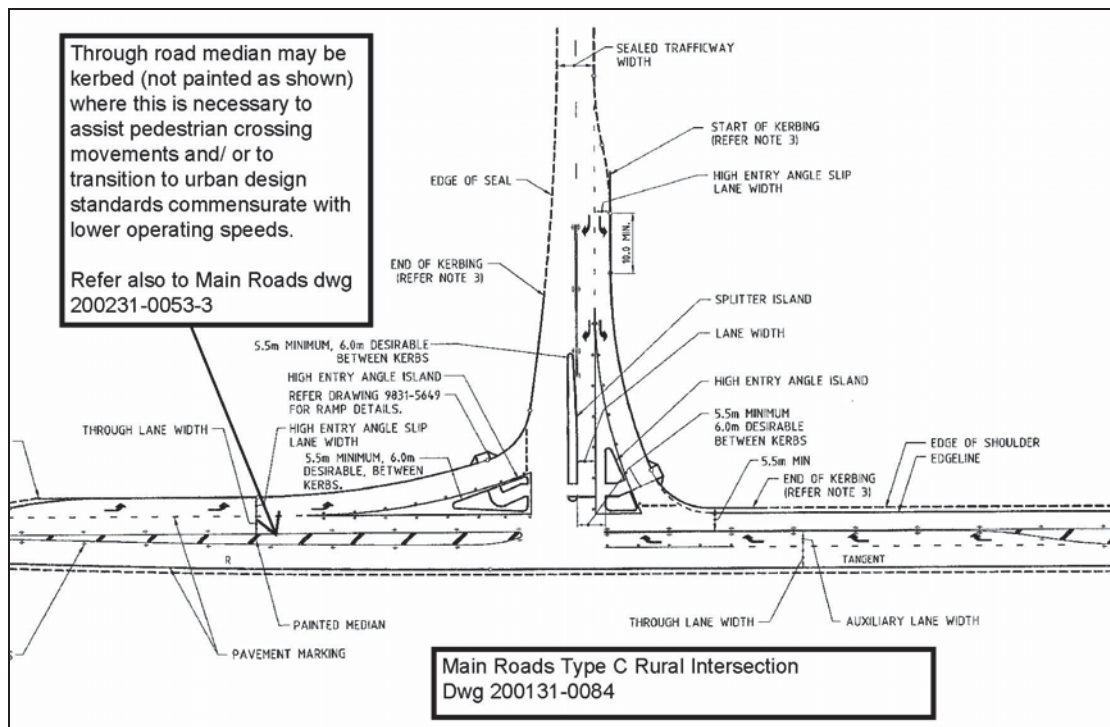 Through road median may be
kerbed (not painted as shown)
where this is necessary to
assist pedestrian crossing
movements and/ or to
transition to urban design
standards commensurate with
lower operating speeds.
Refer also to Main Roads dwg
200231-0053-3
SEALED TRAFFICWAY
WIDTH
START OF KERBING
(REFER NOTE 3)
HIGH ENTRY ANGLE SLIP
LANE WIDTH
EDGE OF SEAL
10.0 MIN.
END OF KERBING
(REFER NOTE 3)
SPLITTER ISLAND
LANE WIDTH
5.5m MINIMUM, 6.0m DESIRABLE
BETWEEN KERBS
HIGH ENTRY ANGLE ISLAND
REFER DRAWING 9831-5649
FOR RAMP DETAILS.
HIGH ENTRY ANGLE SLIP
LANE WIDTH
5.5m MINIMUM, 6.0m
DESIRABLE, BETWEEN
KERBS.
THROUGH LANE WIDTH
HIGH ENTRY ANGLE ISLAND
5.5m MINIMUM
6.0m DESIRABLE
BETWEEN KERBS
EDGE OF SHOULDER
EDGELINE
5.5m MIN
END OF KERBING
(REFER NOTE 3)
R
TANGENT
PAINTED MEDIAN
THROUGH LANE WIDTH
AUXILIARY LANE WIDTH
S
PAVEMENT MARKING
Main Roads Type C Rural Intersection
Dwg 200131-0084